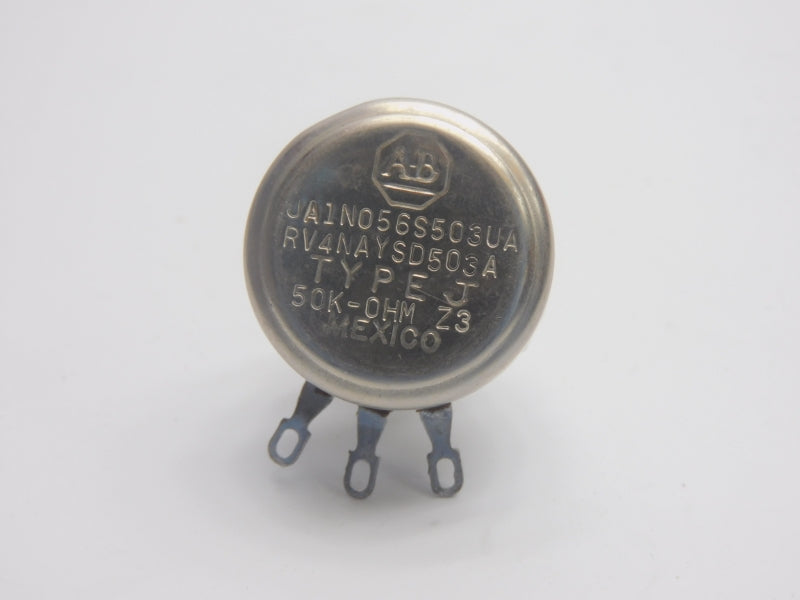 A-B
JA1N056S503UA
RV4NAYSD503A
TYPE J
50K-OHM Z3
MEXICO